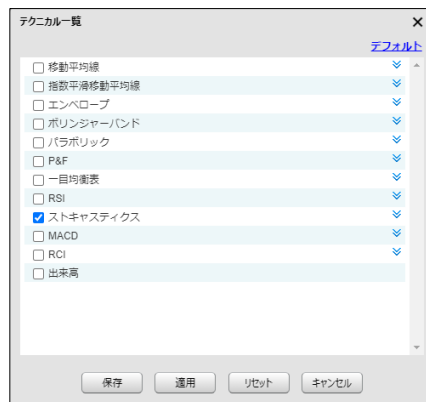 テクニカル一覧
デフォルト
移動平均線
指数平滑移動平均線
エンベロープ
ボリンジャーバンド
パラボリック
P&F
一目均衡表
RSI
ストキャスティクス
MACD
RCI
出来高
保存 適用 リセット キャンセル